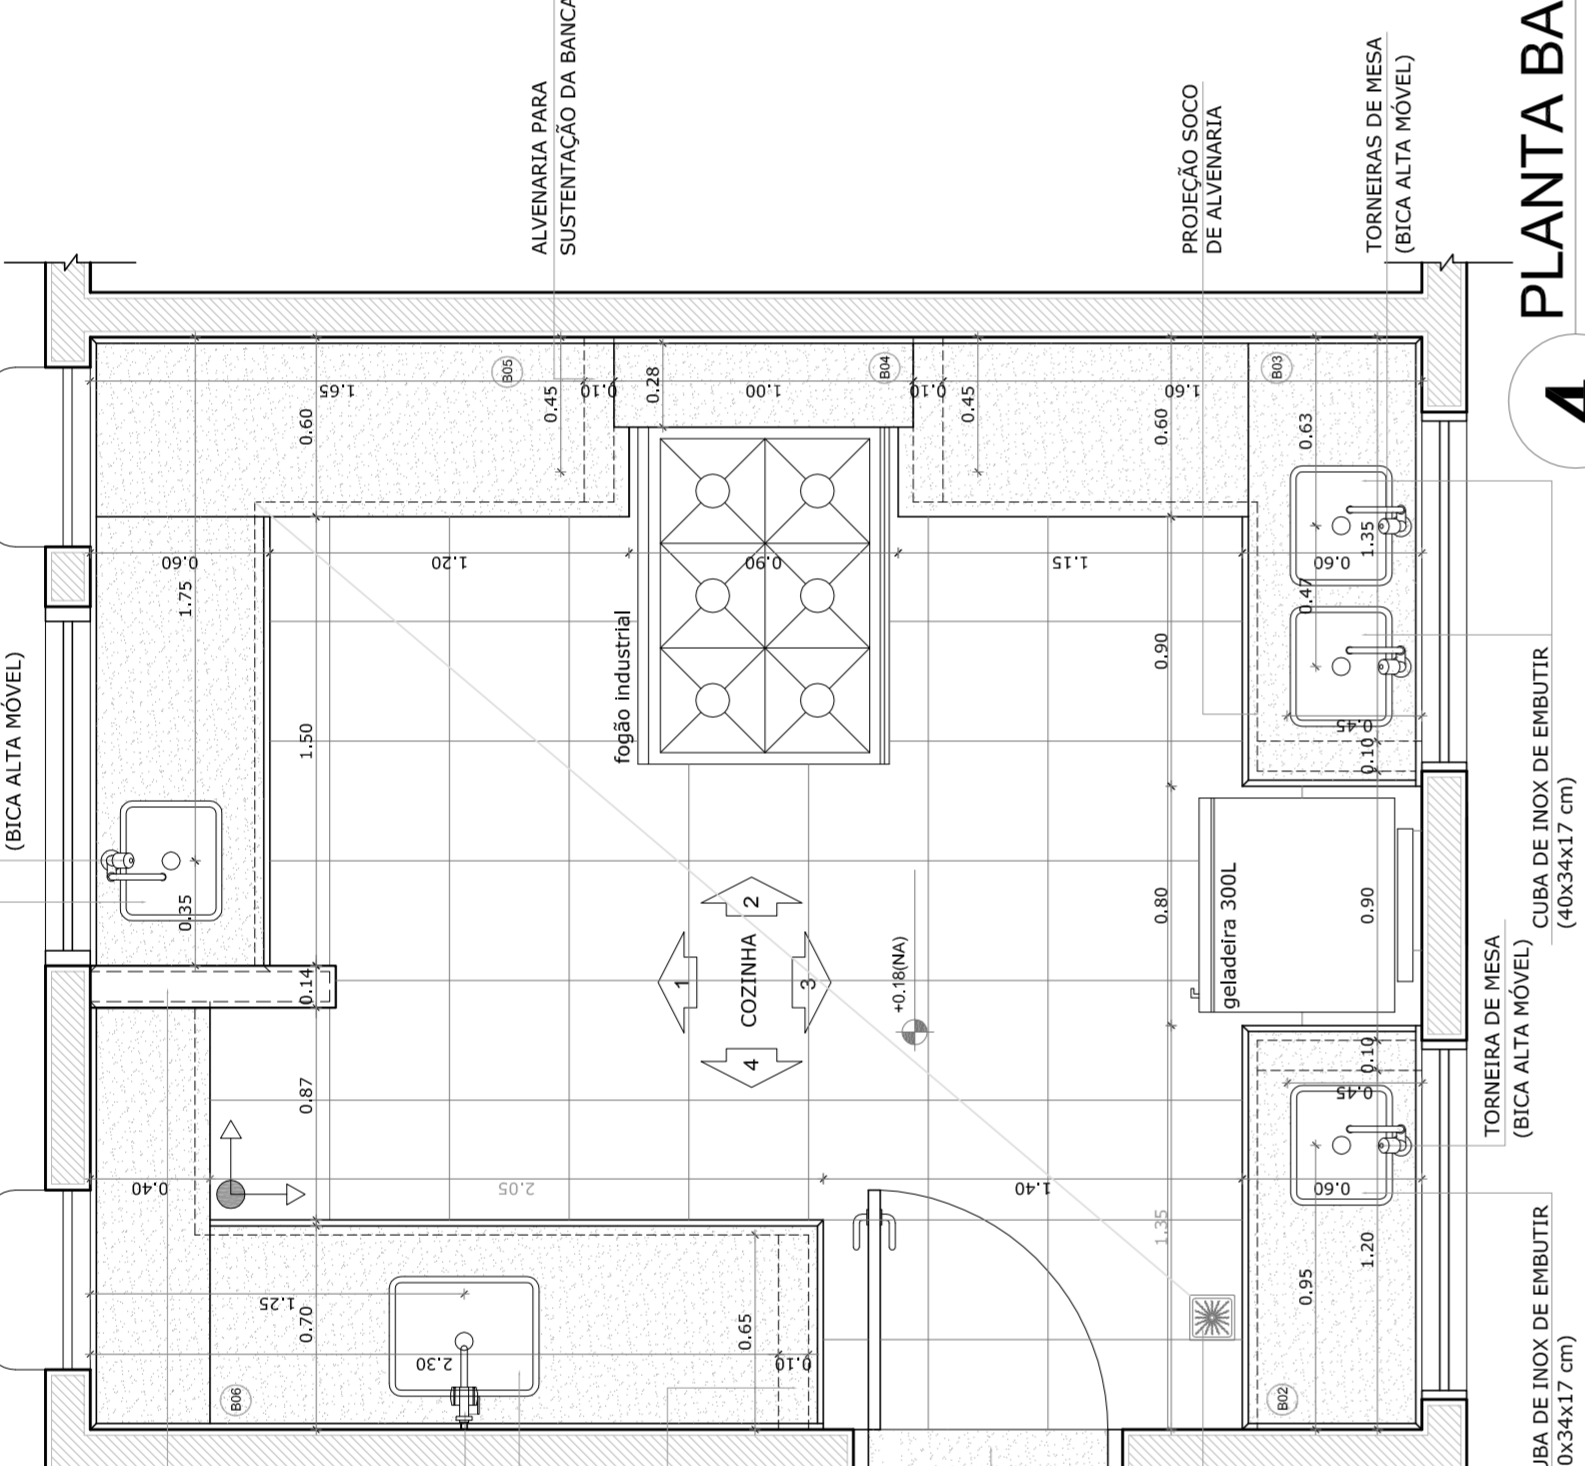 ALVENARIA PARA
SUSTENTAÇÃO DA BANCA
PROJEÇÃO SOCO
DE ALVENARIA
TORNEIRAS DE MESA
(BICA ALTA MÓVEL)
PLANTA BA
4
(BICA ALTA MÓVEL)
B05
B04
B03
1.65
0.10
1.00
0.10
1.60
0.60
0.45
0.28
0.45
0.60
0.63
0.60
1.20
0.90
1.15
0.60
1.35
1.75
0.47
fogão industrial
1.50
0.90
0.45
0.10
0.35
0.14
1
2
3
4
COZINHA
+0.18(NA)
0.80
geladeira 300L
0.90
CUBA DE INOX DE EMBUTIR
(40x34x17 cm)
TORNEIRA DE MESA
(BICA ALTA MÓVEL)
0.87
0.10
0.45
0.40
2.05
1.40
0.60
1.35
1.20
0.95
1.25
0.70
2.30
0.65
0.10
B06
B02
UBA DE INOX DE EMBUTIR
0x34x17 cm)